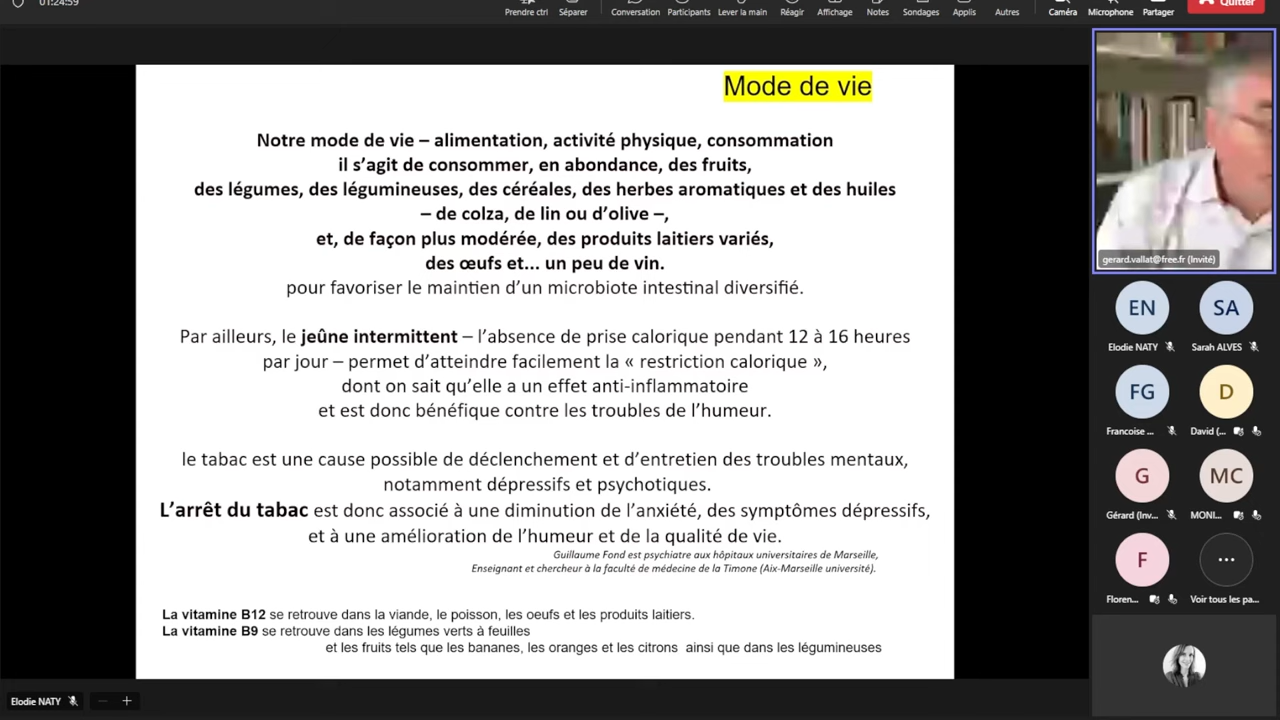 01:24:59
Prendre ctrl
Séparer
Conversation
Participants
Lever la main
Réagir
Affichage
Notes
Sondages
Applis
Autres
Caméra
Microphone
Partager
Quitter
Mode de vie
Notre mode de vie – alimentation, activité physique, consommation
il s’agit de consommer, en abondance, des fruits,
des légumes, des légumineuses, des céréales, des herbes aromatiques et des huiles
– de colza, de lin ou d’olive –,
et, de façon plus modérée, des produits laitiers variés,
des œufs et... un peu de vin.
pour favoriser le maintien d’un microbiote intestinal diversifié.
Par ailleurs, le jeûne intermittent – l’absence de prise calorique pendant 12 à 16 heures
par jour – permet d’atteindre facilement la « restriction calorique »,
dont on sait qu’elle a un effet anti-inflammatoire
et est donc bénéfique contre les troubles de l’humeur.
le tabac est une cause possible de déclenchement et d’entretien des troubles mentaux,
notamment dépressifs et psychotiques.
L’arrêt du tabac est donc associé à une diminution de l’anxiété, des symptômes dépressifs,
et à une amélioration de l’humeur et de la qualité de vie.
Guillaume Fond est psychiatre aux hôpitaux universitaires de Marseille,
Enseignant et chercheur à la faculté de médecine de la Timone (Aix-Marseille université).
La vitamine B12 se retrouve dans la viande, le poisson, les oeufs et les produits laitiers.
La vitamine B9 se retrouve dans les légumes verts à feuilles
et les fruits tels que les bananes, les oranges et les citrons ainsi que dans les légumineuses
gerard.vallat@free.fr (Invité)
EN
SA
Elodie NATY
Sarah ALVES
FG
D
Francoise ...
David (...
G
MC
Gérard (Inv...
MONI...
F
...
Floren...
Voir tous les pa...
Elodie NATY